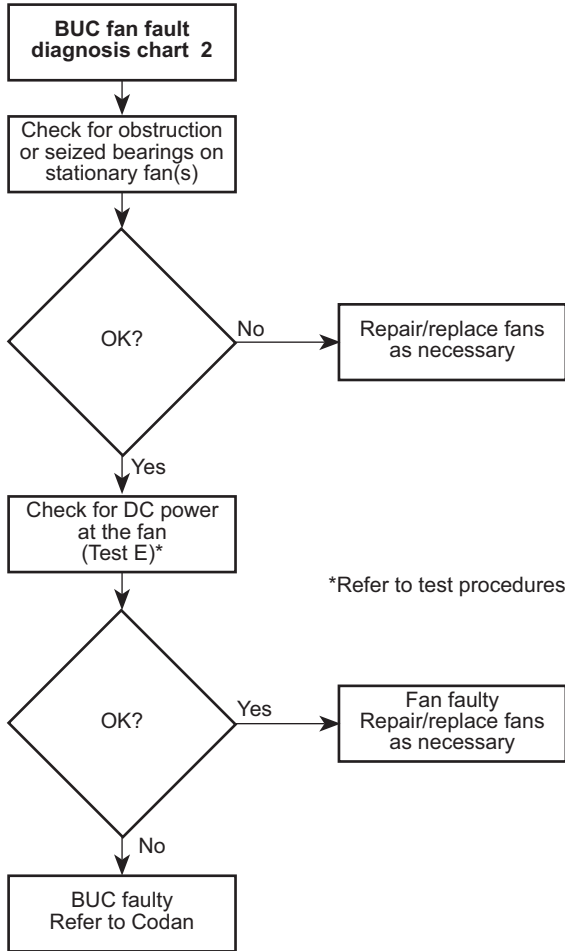 BUC fan fault
diagnosis chart 2
Check for obstruction
or seized bearings on
stationary fan(s)
OK?
No
Repair/replace fans
as necessary
Yes
Check for DC power
at the fan
(Test E)*
*Refer to test procedures
OK?
Yes
Fan faulty
Repair/replace fans
as necessary
No
BUC faulty
Refer to Codan